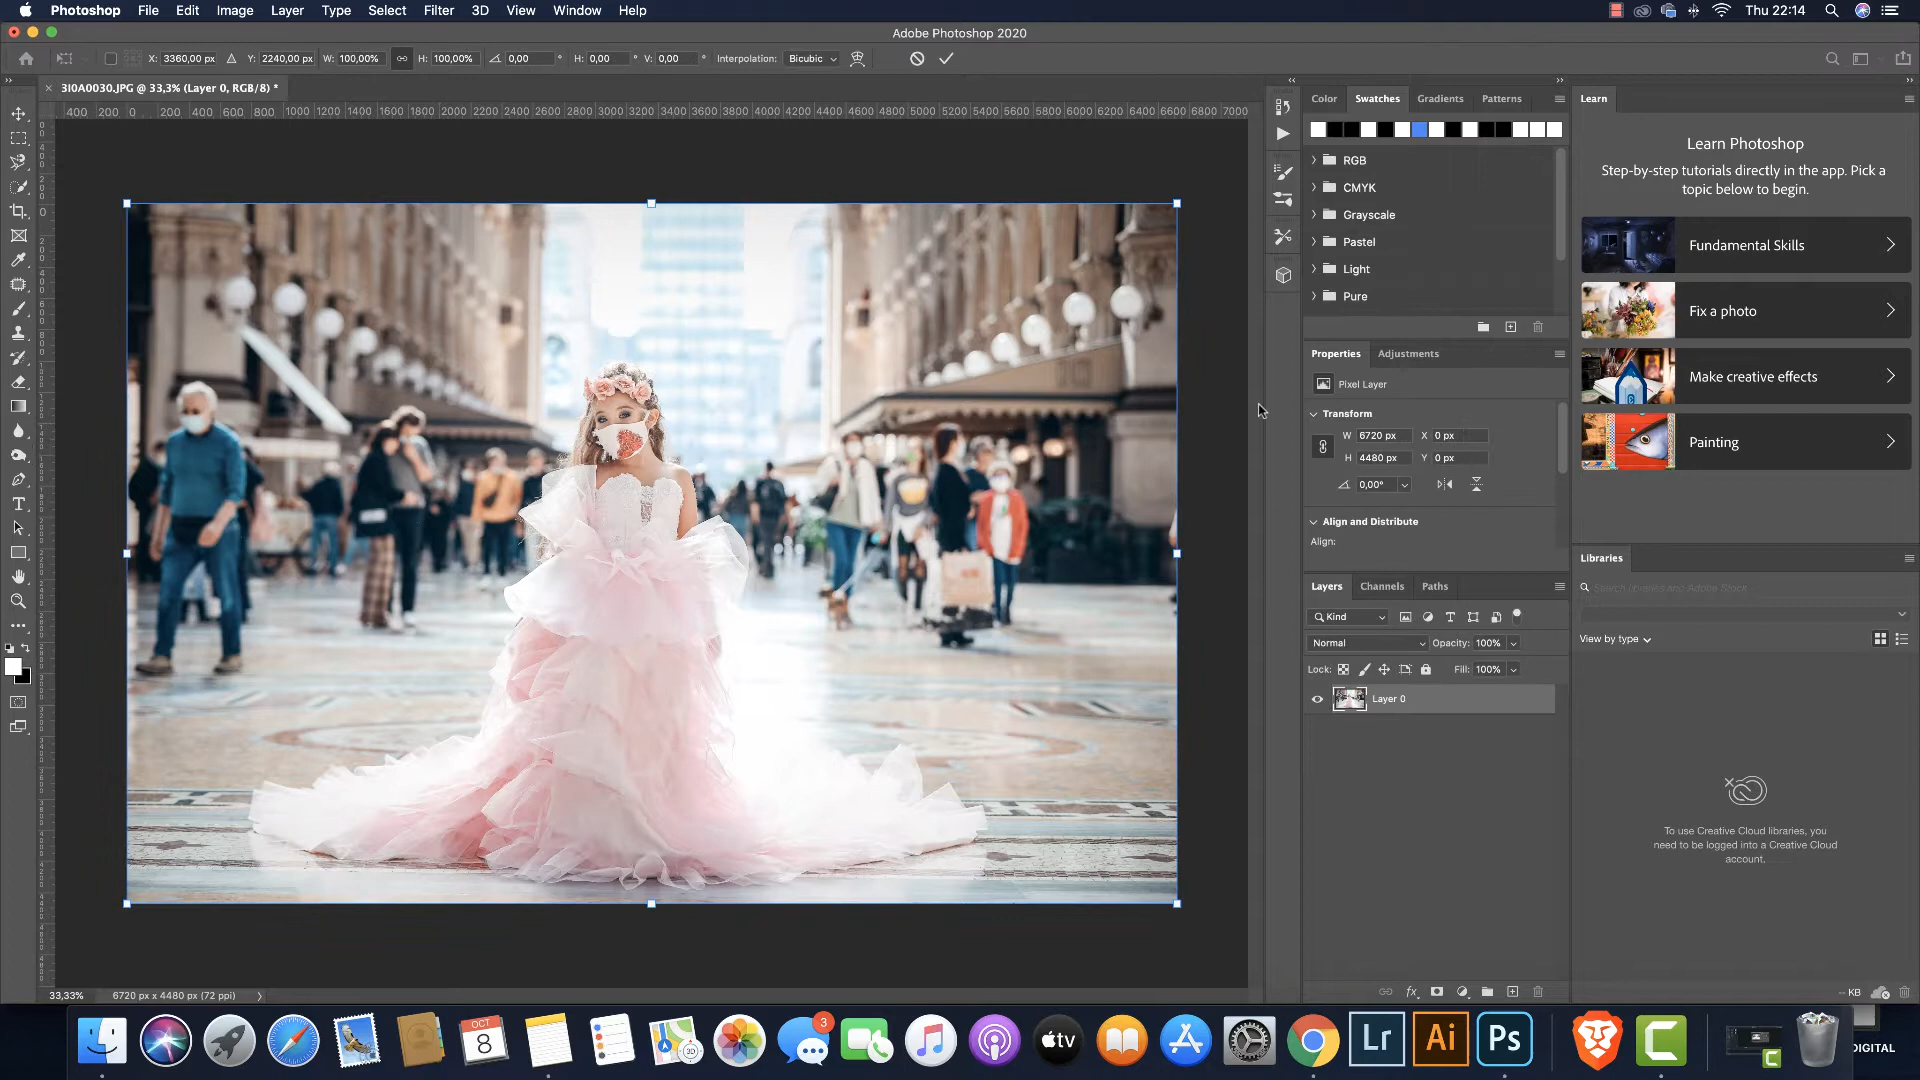 Photoshop File Edit Image Layer Type Select Filter 3D View Window Help Thu 22:14
Adobe Photoshop 2020
X: 3360,00 px Y: 2240,00 px W: 100,00% H: 100,00% 0,00 ° H: 0,00 ° V: 0,00 ° Interpolation: Bicubic
3I0A0030.JPG @ 33,3% (Layer 0, RGB/8) *
400 200 0 200 400 600 800 1000 1200 1400 1600 1800 2000 2200 2400 2600 2800 3000 3200 3400 3600 3800 4000 4200 4400 4600 4800 5000 5200 5400 5600 5800 6000 6200 6400 6600 6800 7000
Color Swatches Gradients Patterns
RGB
CMYK
Grayscale
Pastel
Light
Pure
Properties Adjustments
Pixel Layer
Transform
W 6720 px X 0 px
H 4480 px Y 0 px
0,00°
Align and Distribute
Align:
Layers Channels Paths
Kind
Normal Opacity: 100%
Lock: Fill: 100%
Layer 0
fx
Learn
Learn Photoshop
Step-by-step tutorials directly in the app. Pick a
topic below to begin.
Fundamental Skills
Fix a photo
Make creative effects
Painting
Libraries
Search libraries and Adobe Stock
View by type
To use Creative Cloud libraries, you
need to be logged into a Creative Cloud
account.
-- KB
33,33% 6720 px x 4480 px (72 ppi)
OCT
8
3
3D
tv
Lr
Ai
Ps
DIGITAL